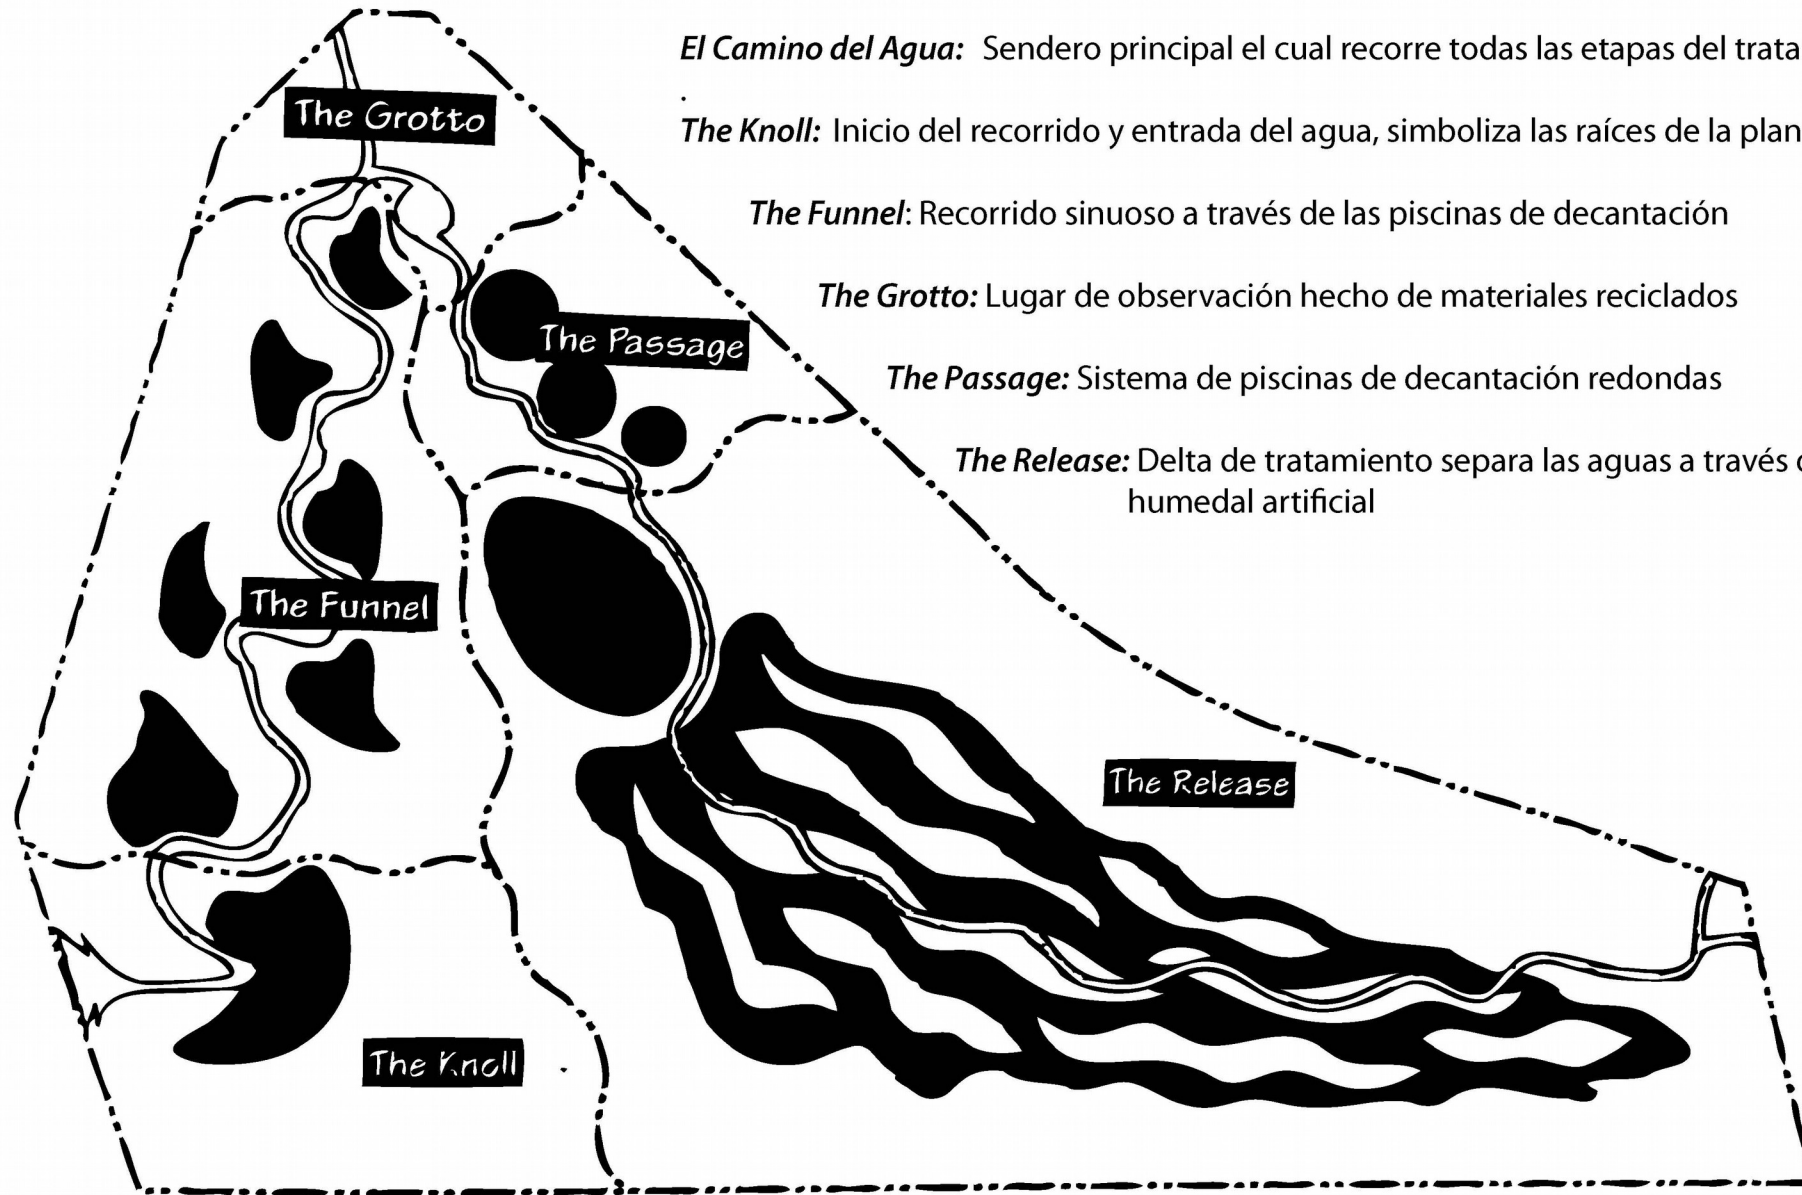 El Camino del Agua: Sendero principal el cual recorre todas las etapas del trata
The Knoll: Inicio del recorrido y entrada del agua, simboliza las raíces de la plan
The Funnel: Recorrido sinuoso a través de las piscinas de decantación
The Grotto: Lugar de observación hecho de materiales reciclados
The Passage: Sistema de piscinas de decantación redondas
The Release: Delta de tratamiento separa las aguas a través
humedal artificial
The Grotto
The Passage
The Funnel
The Release
The Knoll